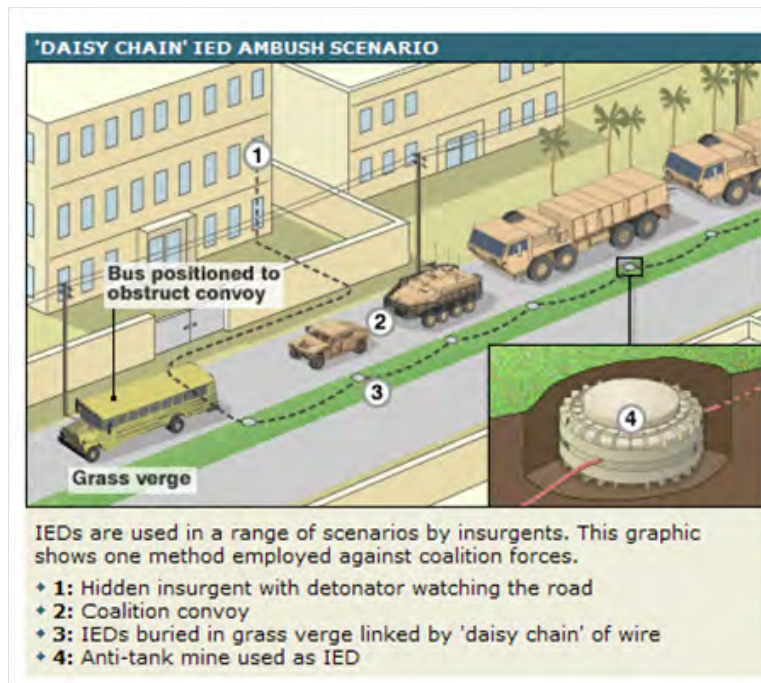 'DAISY CHAIN' IED AMBUSH SCENARIO
1
Bus positioned to
obstruct convoy
2
3
4
Grass verge
IEDs are used in a range of scenarios by insurgents. This graphic
shows one method employed against coalition forces.
1: Hidden insurgent with detonator watching the road
2: Coalition convoy
3: IEDs buried in grass verge linked by 'daisy chain' of wire
4: Anti-tank mine used as IED